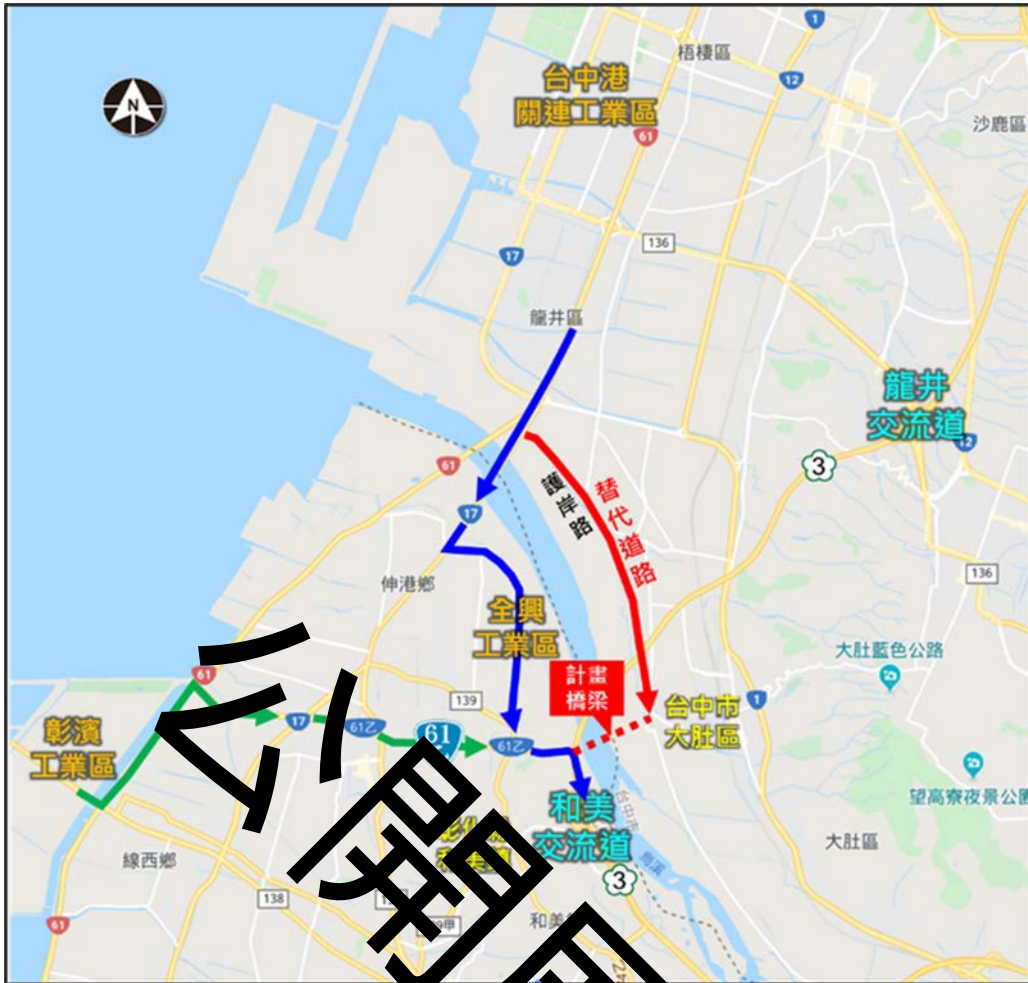 N
1
梧棲區
台中港
關連工業區
12
61
沙鹿區
136
17
龍井區
龍井
交流道
12
3
61
護岸路
替代道路
17
136
伸港鄉
全興
工業區
大肚藍色公路
計畫
橋梁
61
139
1
台中市
大肚區
彰濱
工業區
17
61乙
61
61乙
和美
交流道
望高寮夜景公園
大肚區
線西鄉
3
138
61
公開